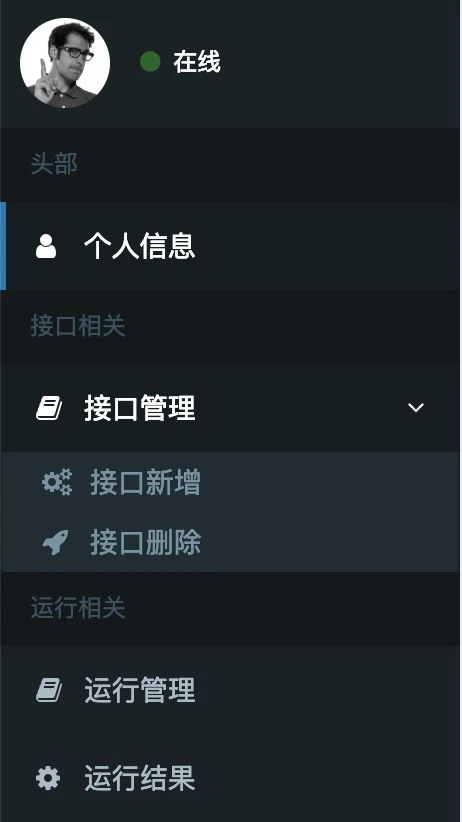 在线
头部
个人信息
接口相关
接口管理
接口新增
接口删除
运行相关
运行管理
运行结果